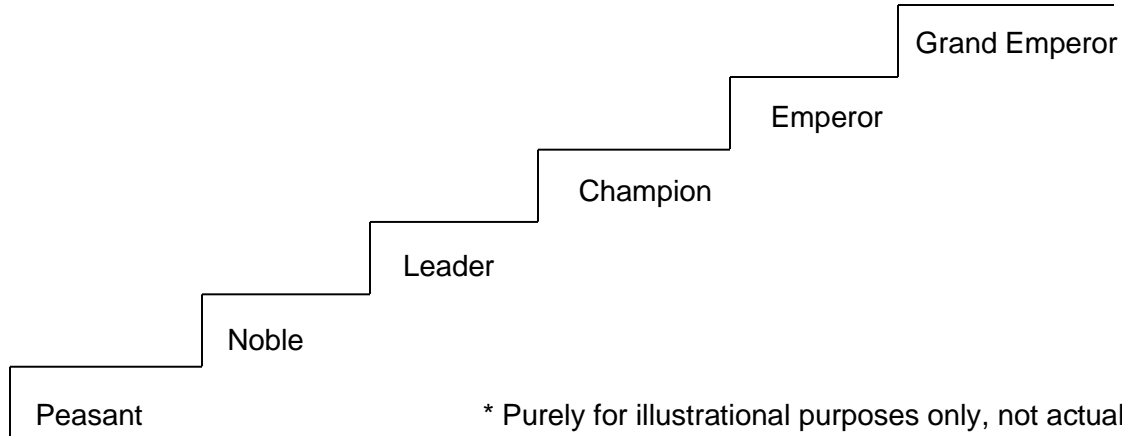 Grand Emperor
Emperor
Champion
Leader
Noble
Peasant
* Purely for illustrational purposes only, not actual